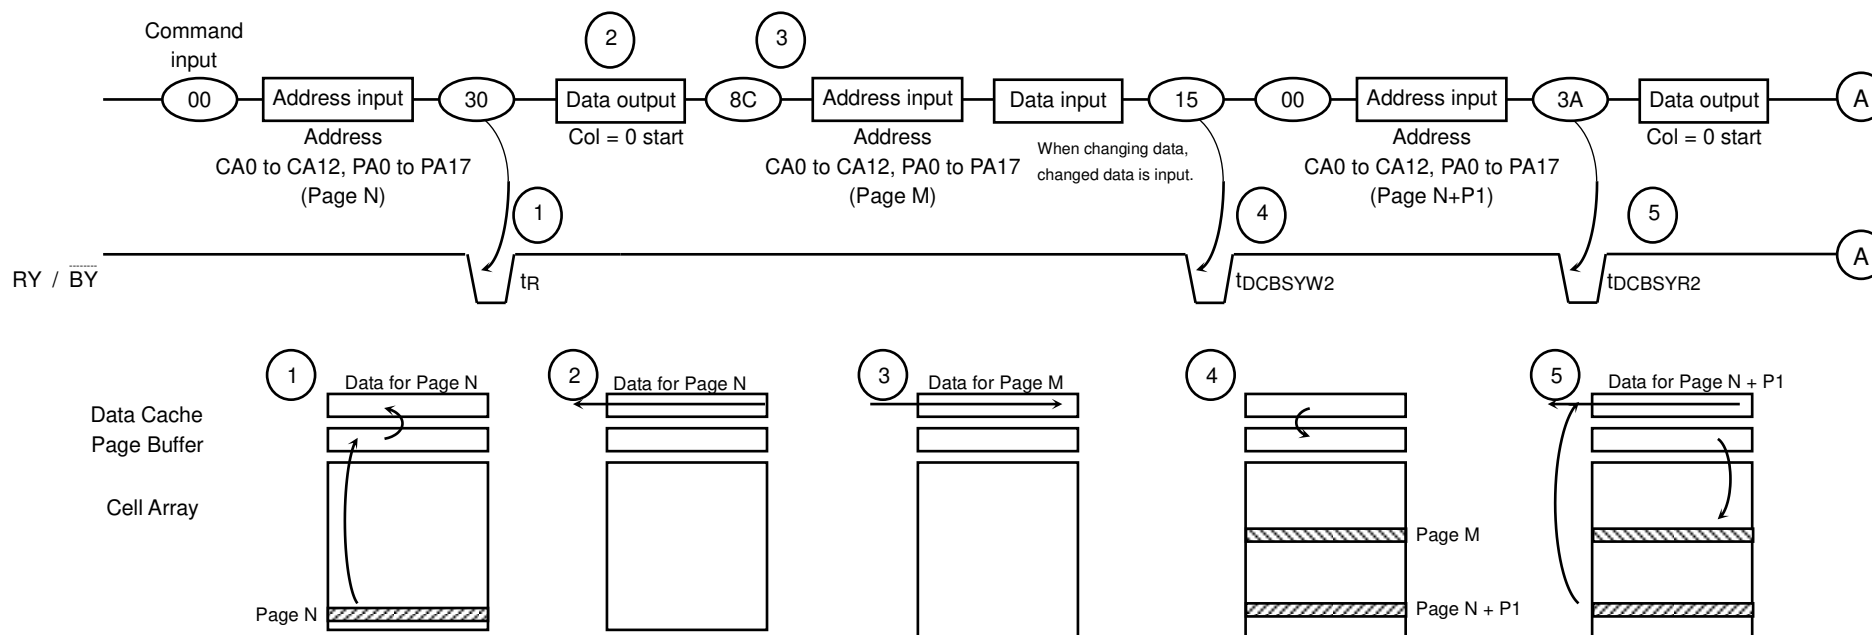 Command
input
2
3
00
Address input
30
Data output
8C
Address input
Data input
15
00
Address input
3A
Data output
A
Address
CA0 to CA12, PA0 to PA17
(Page N)
Col = 0 start
Address
CA0 to CA12, PA0 to PA17
(Page M)
When changing data,
changed data is input.
Address
CA0 to CA12, PA0 to PA17
(Page N+P1)
Col = 0 start
1
4
5
RY / BY
tR
tDCBSYW2
tDCBSYR2
A
1
Data for Page N
2
Data for Page N
3
Data for Page M
4
5
Data for Page N + P1
Data Cache
Page Buffer
Cell Array
Page M
Page N
Page N + P1